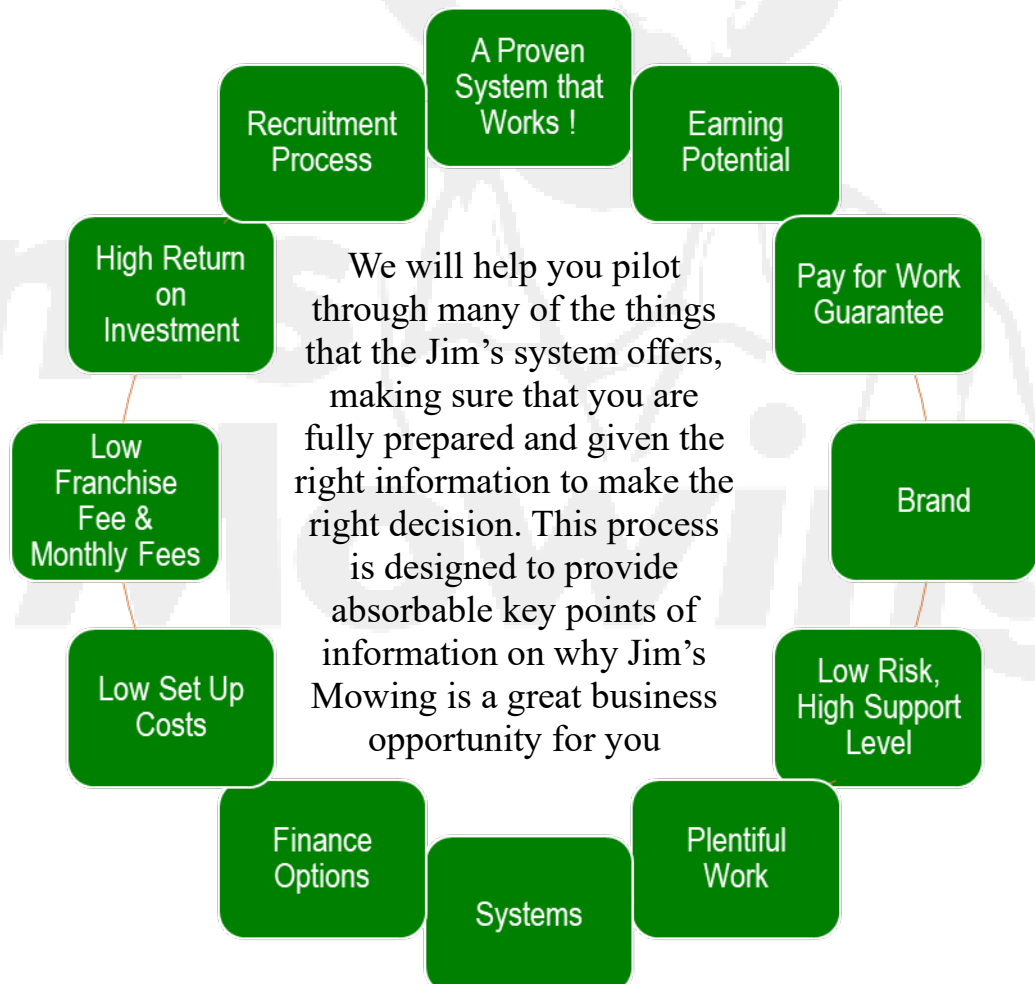 A Proven
System that
Works !
Earning
Potential
Pay for Work
Guarantee
Brand
Low Risk,
High Support
Level
Plentiful
Work
Systems
Finance
Options
Low Set Up
Costs
Low
Franchise
Fee &
Monthly Fees
High Return
on
Investment
Recruitment
Process
We will help you pilot
through many of the things
that the Jim’s system offers,
making sure that you are
fully prepared and given the
right information to make the
right decision. This process
is designed to provide
absorbable key points of
information on why Jim’s
Mowing is a great business
opportunity for you